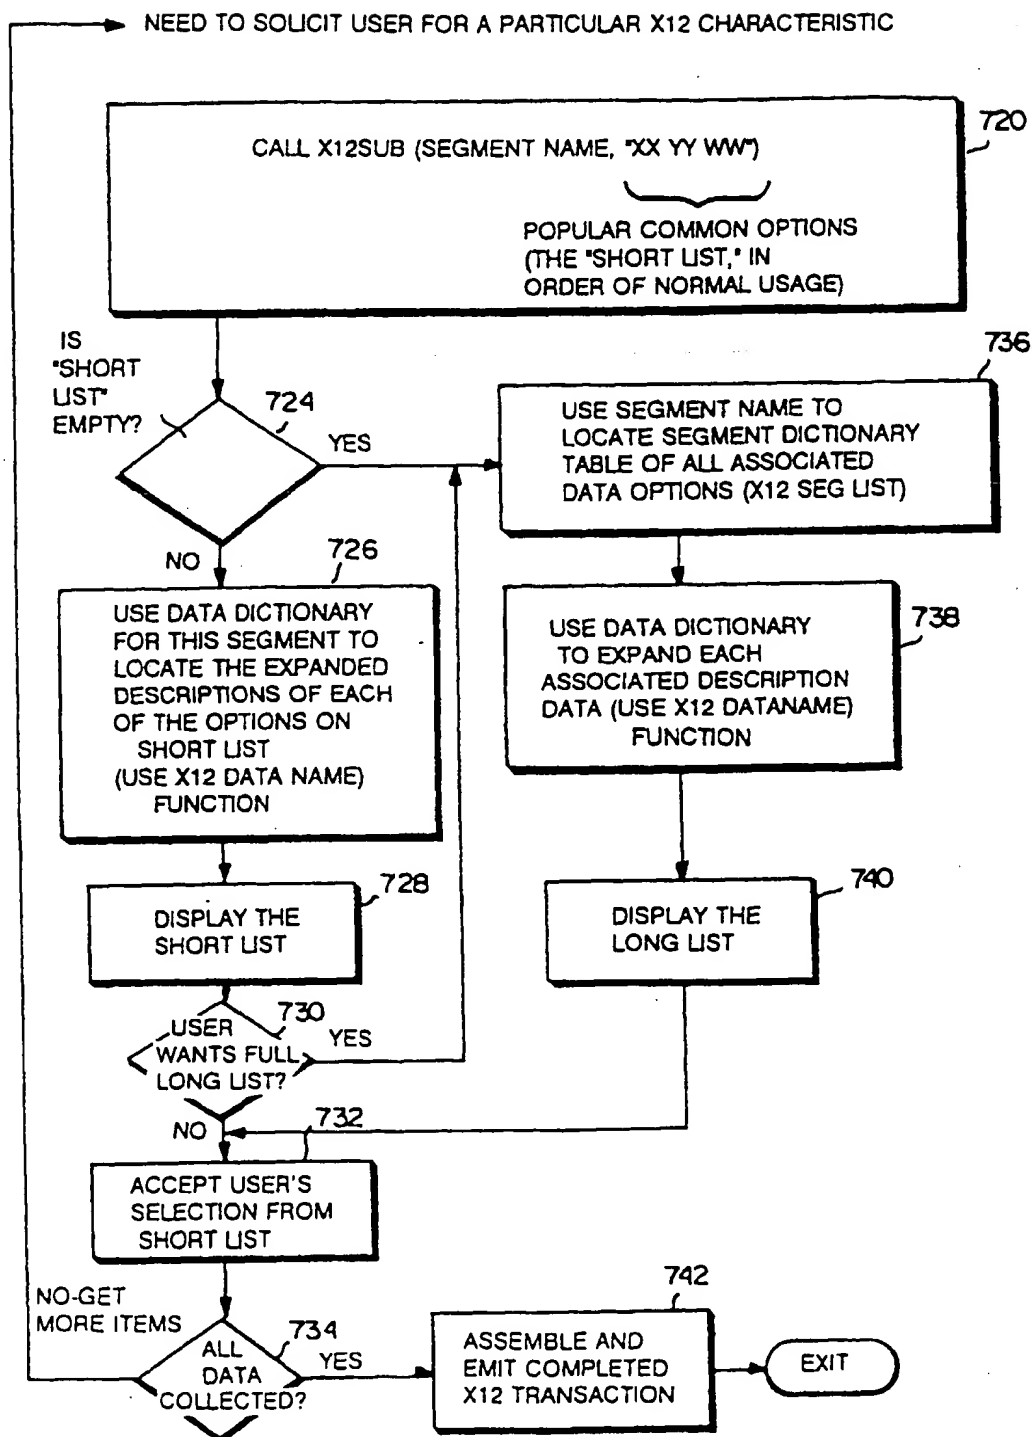 NEED TO SOLICIT USER FOR A PARTICULAR X12 CHARACTERISTIC
720
CALL X12SUB (SEGMENT NAME, "XX YY WW")
POPULAR COMMON OPTIONS
(THE "SHORT LIST," IN
ORDER OF NORMAL USAGE)
IS
"SHORT
LIST"
EMPTY?
724
YES
NO
736
USE SEGMENT NAME TO
LOCATE SEGMENT DICTIONARY
TABLE OF ALL ASSOCIATED
DATA OPTIONS (X12 SEG LIST)
726
USE DATA DICTIONARY
FOR THIS SEGMENT TO
LOCATE THE EXPANDED
DESCRIPTIONS OF EACH
OF THE OPTIONS ON
SHORT LIST
(USE X12 DATA NAME)
FUNCTION
738
USE DATA DICTIONARY
TO EXPAND EACH
ASSOCIATED DESCRIPTION
DATA (USE X12 DATANAME)
FUNCTION
728
DISPLAY THE
SHORT LIST
740
DISPLAY THE
LONG LIST
730
USER
WANTS FULL
LONG LIST?
YES
NO
732
ACCEPT USER'S
SELECTION FROM
SHORT LIST
NO-GET
MORE ITEMS
734
ALL
DATA
COLLECTED?
YES
742
ASSEMBLE AND
EMIT COMPLETED
X12 TRANSACTION
EXIT